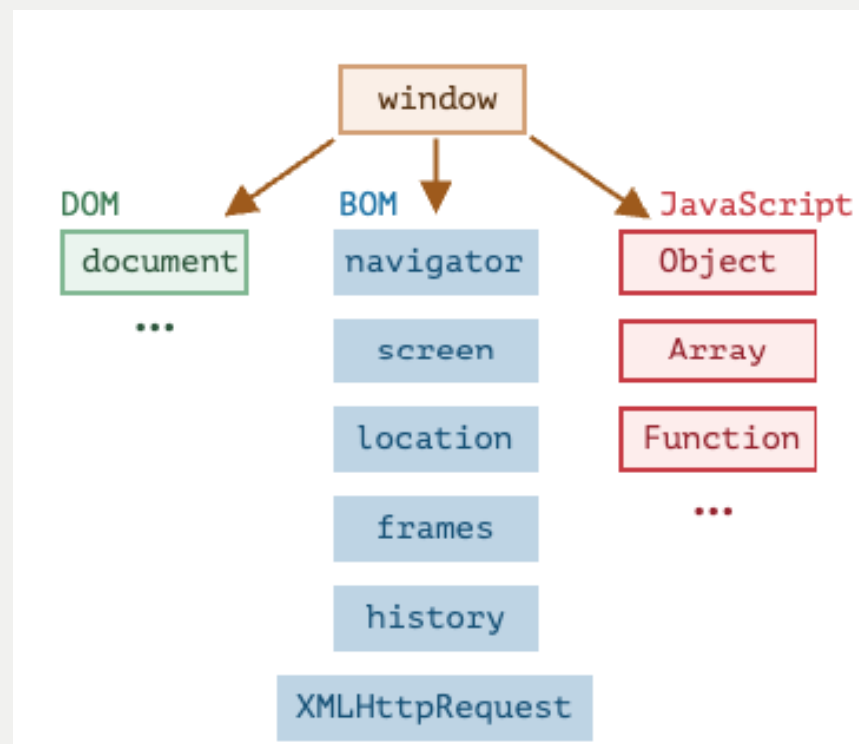 window
DOM
BOM
JavaScript
document
navigator
Object
...
screen
Array
location
Function
frames
...
history
XMLHttpRequest